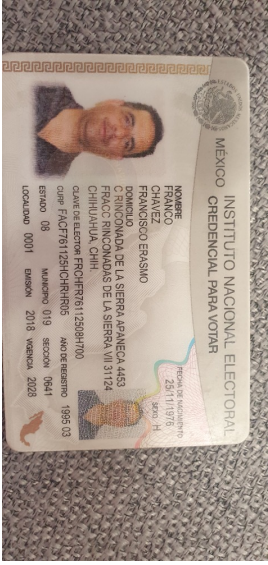 MÉXICO
INSTITUTO NACIONAL ELECTORAL
CREDENCIAL PARA VOTAR
NOMBRE
FRANCO
CHAVEZ
FRANCISCO ERASMO
DOMICILIO
C RINCONADA DE LA SIERRA APANECA 4453
FRACC RINCONADAS DE LA SIERRA VII 31124
CHIHUAHUA, CHIH.
FECHA DE NACIMIENTO
25/11/1976
SEXO H
CLAVE DE ELECTOR FRCHFR76112508H700
CURP FACF761125HCHRHR05
AÑO DE REGISTRO 1995 03
ESTADO 08
MUNICIPIO 019
SECCIÓN 0641
LOCALIDAD 0001
EMISIÓN 2018
VIGENCIA 2028